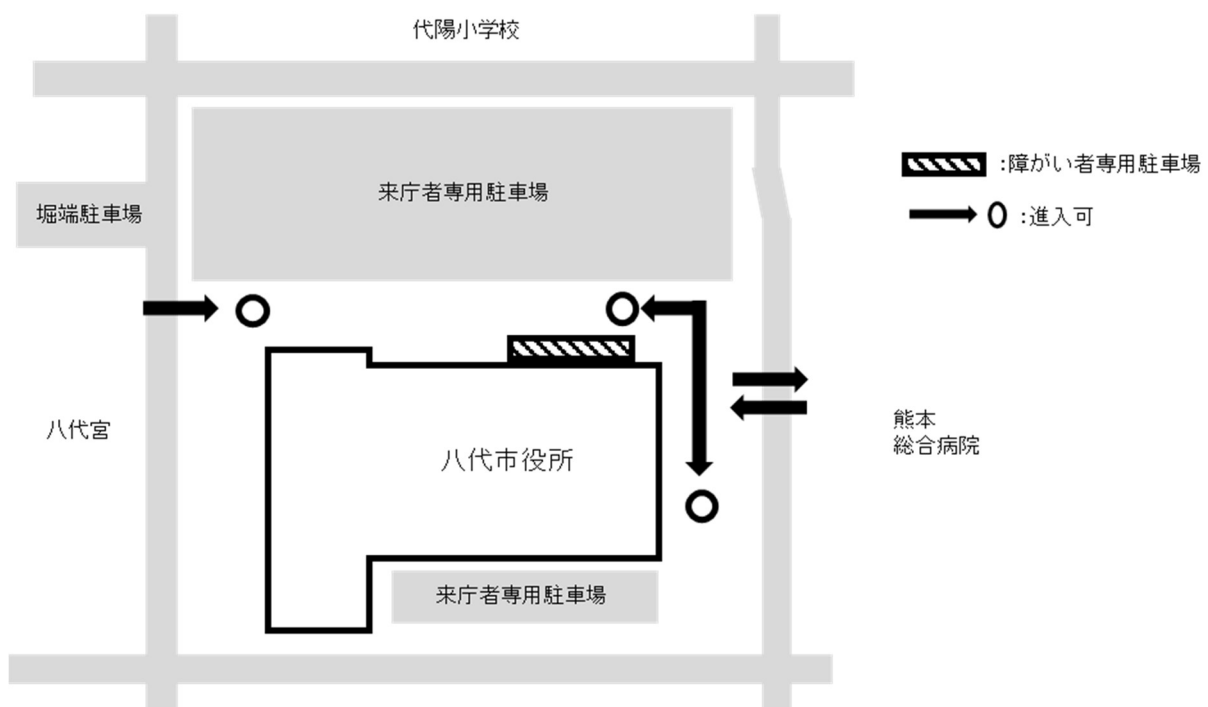 代陽小学校
来庁者専用駐車場
堀端駐車場
:障がい者専用駐車場
:進入可
八代宮
八代市役所
熊本
総合病院
来庁者専用駐車場